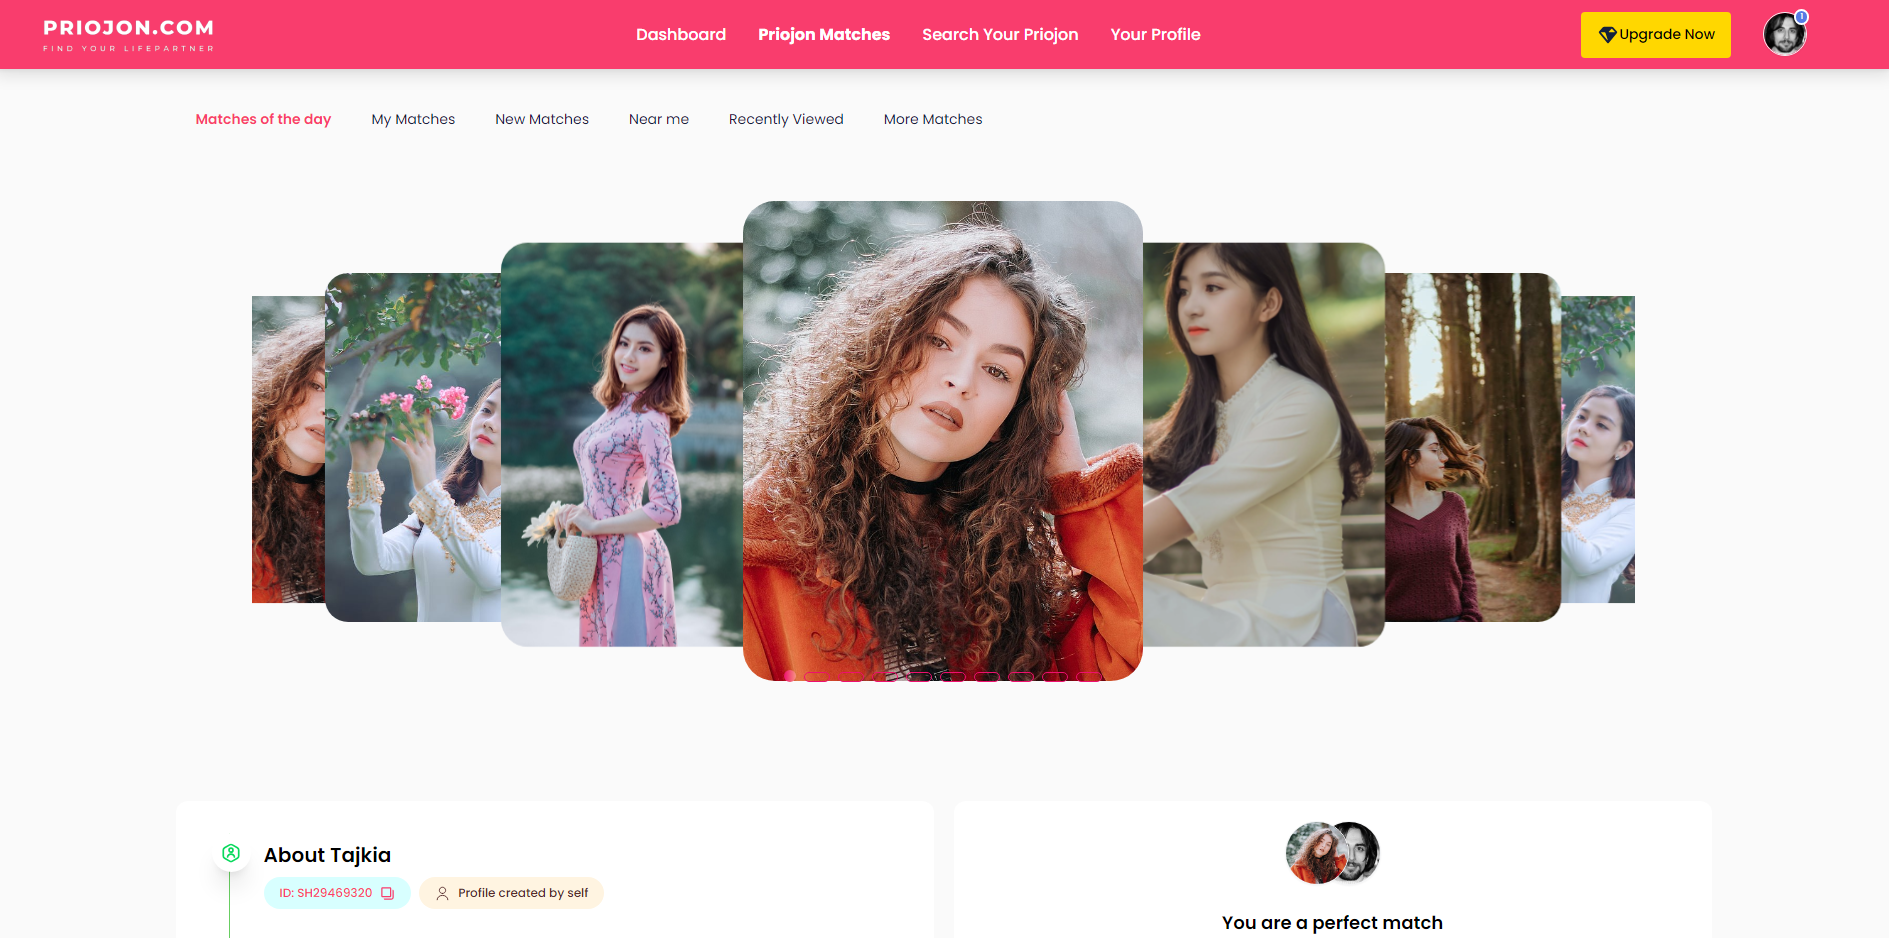 PRIOJON.COM
FIND YOUR LIFEPARTNER
Dashboard
Priojon Matches
Search Your Priojon
Your Profile
Upgrade Now
1
Matches of the day
My Matches
New Matches
Near me
Recently Viewed
More Matches
About Tajkia
ID: SH29469320
Profile created by self
You are a perfect match